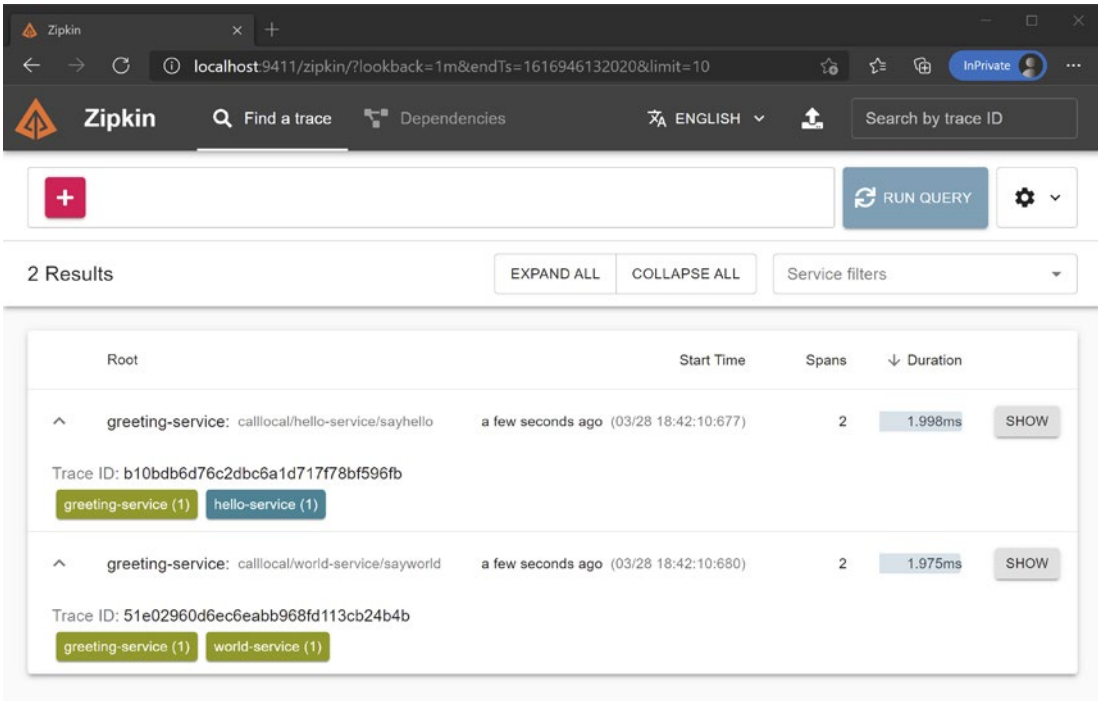 Zipkin
localhost:9411/zipkin/?lookback=1m&endTs=1616946132020&limit=10
InPrivate
Zipkin Find a trace Dependencies ENGLISH Search by trace ID
RUN QUERY
2 Results EXPAND ALL COLLAPSE ALL Service filters
Root Start Time Spans Duration
greeting-service: calllocal/hello-service/sayhello a few seconds ago (03/28 18:42:10:677) 2 1.998ms SHOW
Trace ID: b10bdb6d76c2dbc6a1d717f78bf596fb
greeting-service (1) hello-service (1)
greeting-service: calllocal/world-service/sayworld a few seconds ago (03/28 18:42:10:680) 2 1.975ms SHOW
Trace ID: 51e02960d6ec6eabb968fd113cb24b4b
greeting-service (1) world-service (1)